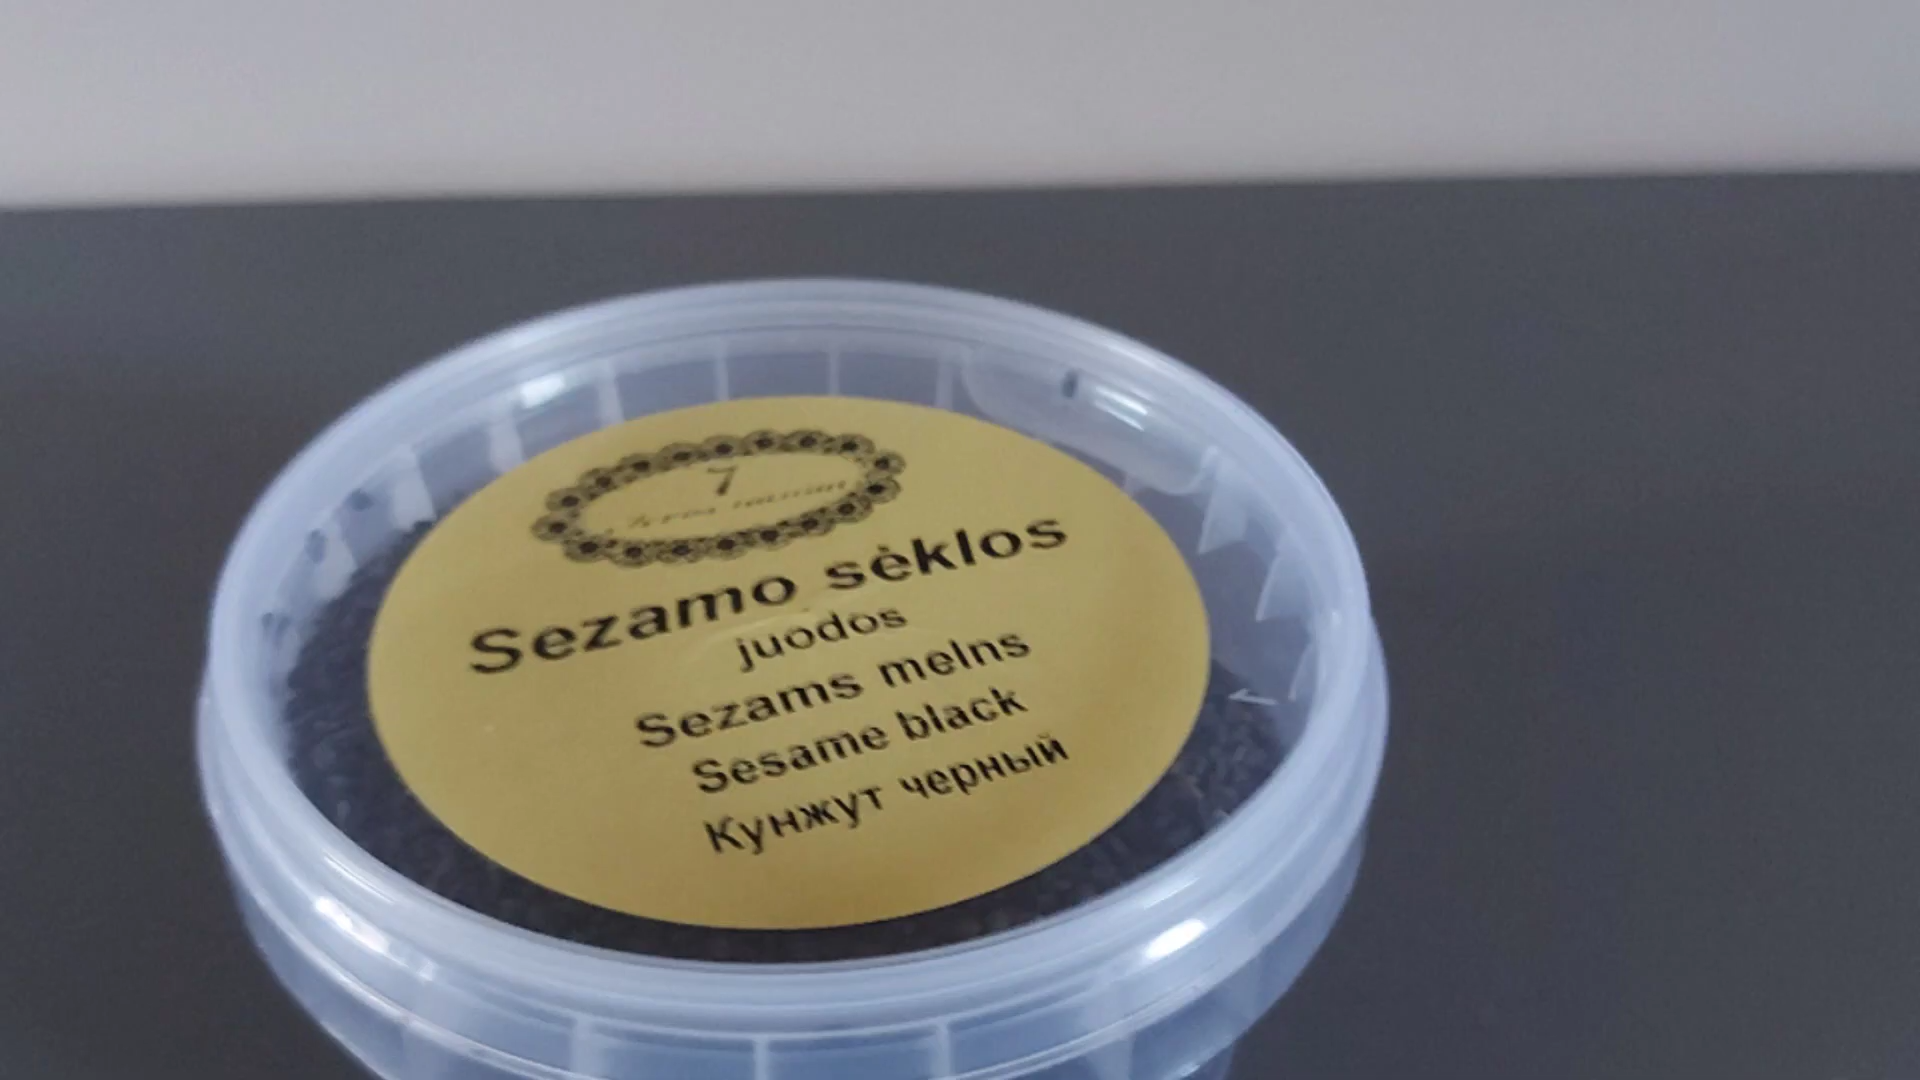 7
Sezamo sėklos
juodos
Sezams melns
Sesame black
Кунжут черный